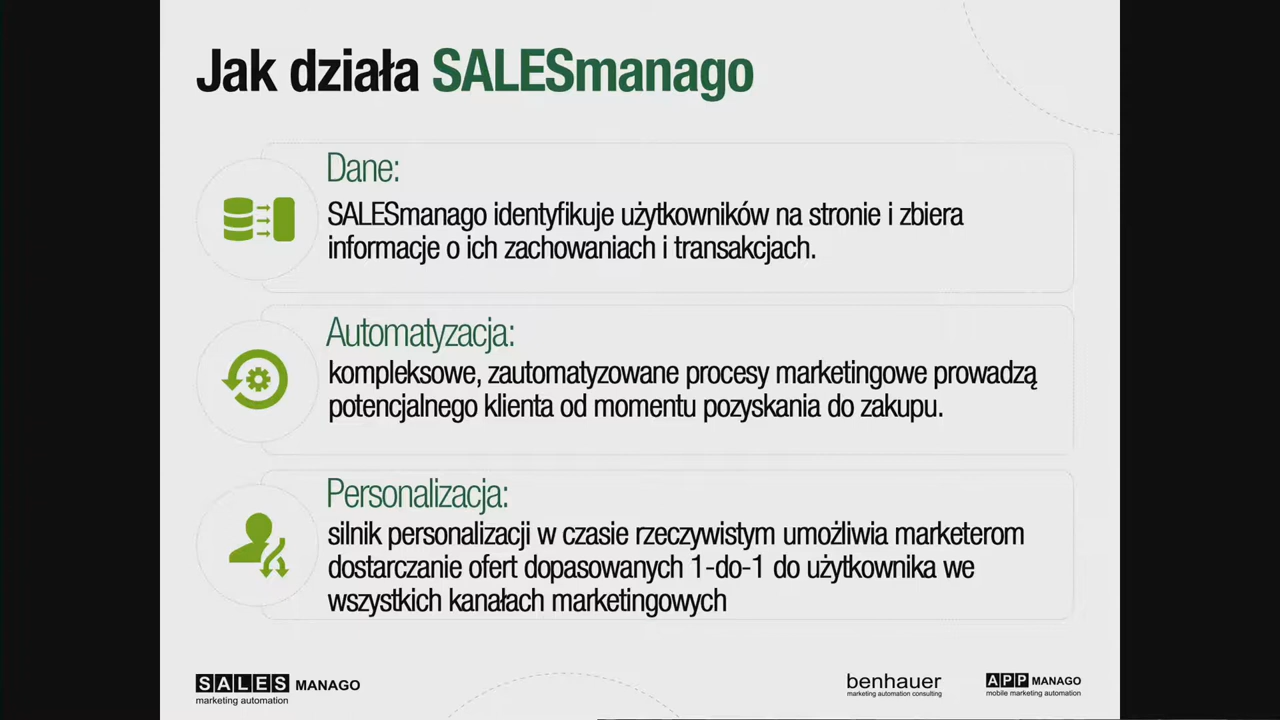 Jak działa SALESmanago
Dane:
SALESmanago identyfikuje użytkowników na stronie i zbiera
informacje o ich zachowaniach i transakcjach.
Automatyzacja:
kompleksowe, zautomatyzowane procesy marketingowe prowadzą
potencjalnego klienta od momentu pozyskania do zakupu.
Personalizacja:
silnik personalizacji w czasie rzeczywistym umożliwia marketerom
dostarczanie ofert dopasowanych 1-do-1 do użytkownika we
wszystkich kanałach marketingowych
SALES MANAGO
marketing automation
benhauer
marketing automation consulting
APP MANAGO
mobile marketing automation